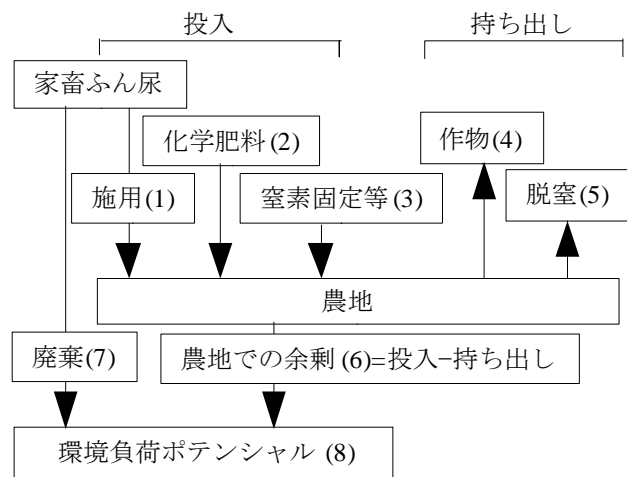 投入
持ち出し
家畜ふん尿
化学肥料(2)
作物(4)
施用(1)
窒素固定等(3)
脱窒(5)
農地
廃棄(7)
農地での余剰(6)=投入−持ち出し
環境負荷ポテンシャル(8)